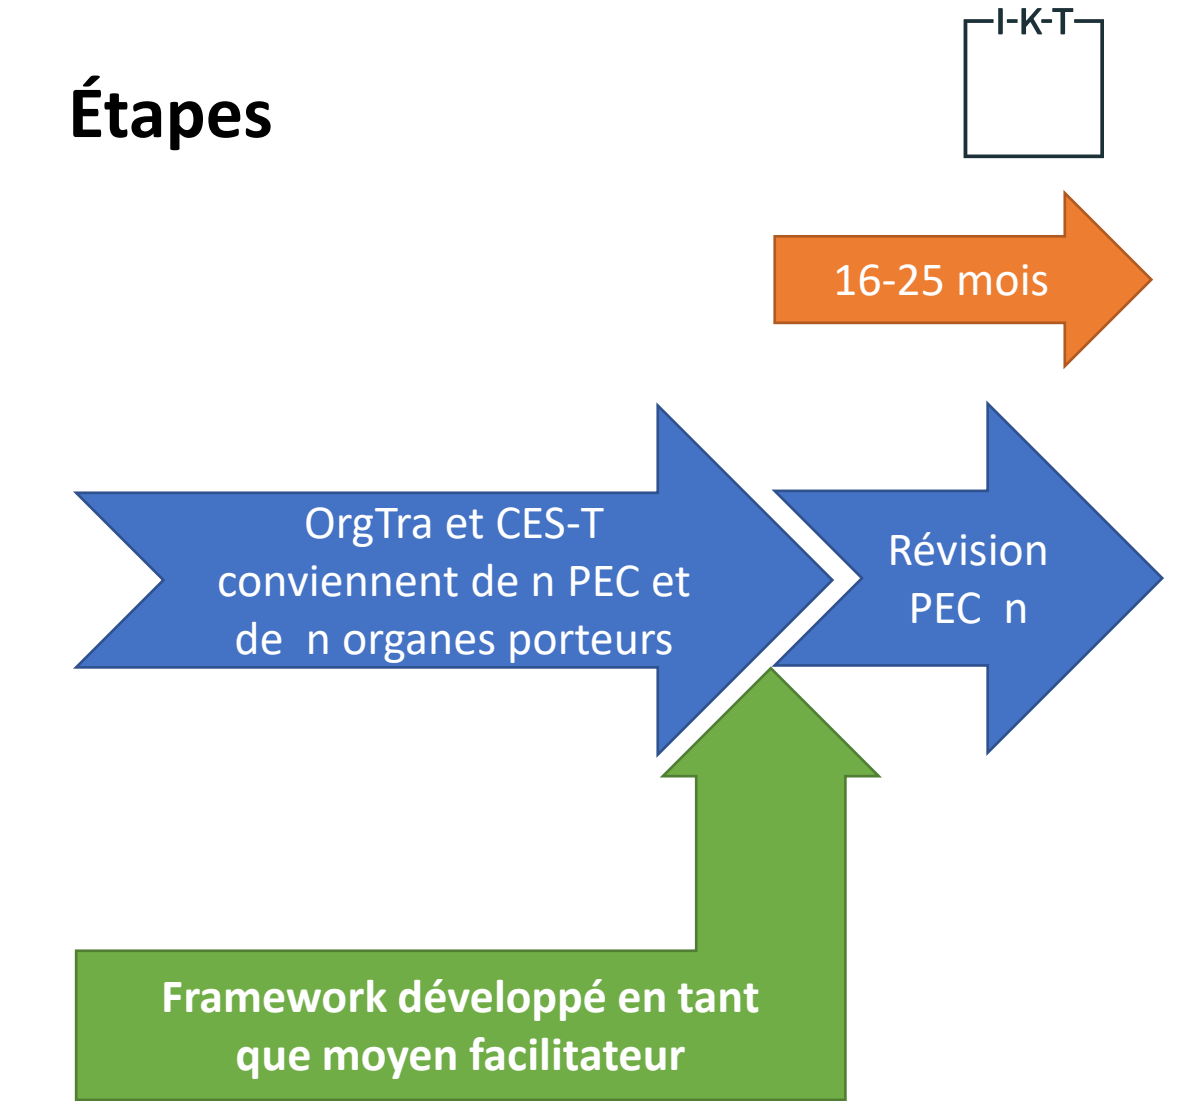 I-K-T
Étapes
16-25 mois
OrgTra et CES-T
conviennent de n PEC et
de  n organes porteurs
Révision
PEC  n
Framework développé en tant
que moyen facilitateur